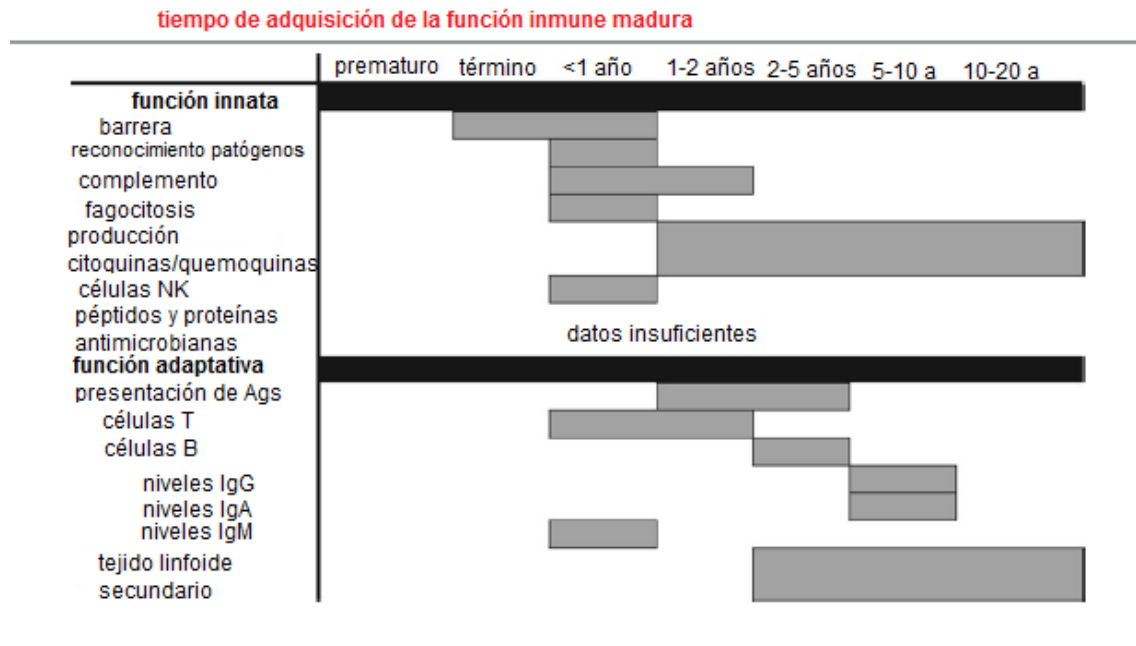 tiempo de adquisición de la función inmune madura
prematuro término <1 año 1-2 años 2-5 años 5-10 a 10-20 a
función innata
barrera
reconocimiento patógenos
complemento
fagocitosis
producción
citoquinas/quemoquinas
células NK
péptidos y proteínas
antimicrobianas
datos insuficientes
función adaptativa
presentación de Ags
células T
células B
niveles IgG
niveles IgA
niveles IgM
tejido linfoide
secundario